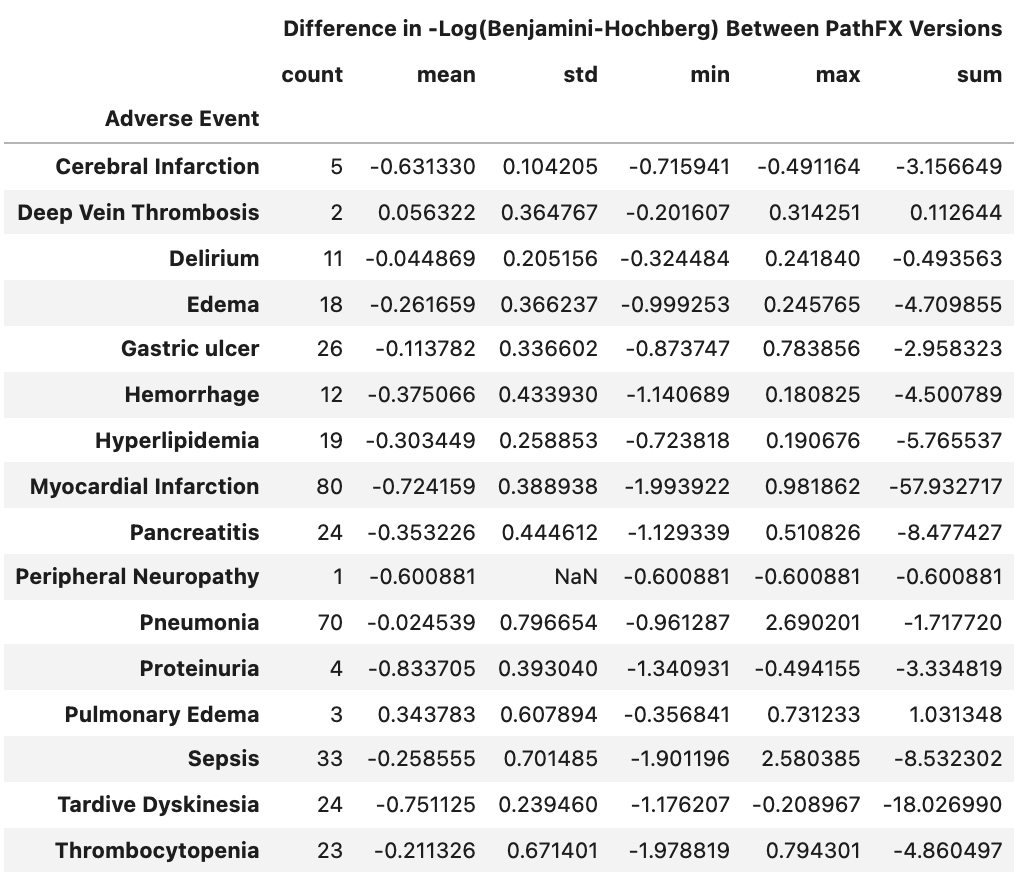 Difference in -Log(Benjamini-Hochberg) Between PathFX Versions
count mean std min max sum
Adverse Event
Cerebral Infarction 5 -0.631330 0.104205 -0.715941 -0.491164 -3.156649
Deep Vein Thrombosis 2 0.056322 0.364767 -0.201607 0.314251 0.112644
Delirium 11 -0.044869 0.205156 -0.324484 0.241840 -0.493563
Edema 18 -0.261659 0.366237 -0.999253 0.245765 -4.709855
Gastric ulcer 26 -0.113782 0.336602 -0.873747 0.783856 -2.958323
Hemorrhage 12 -0.375066 0.433930 -1.140689 0.180825 -4.500789
Hyperlipidemia 19 -0.303449 0.258853 -0.723818 0.190676 -5.765537
Myocardial Infarction 80 -0.724159 0.388938 -1.993922 0.981862 -57.932717
Pancreatitis 24 -0.353226 0.444612 -1.129339 0.510826 -8.477427
Peripheral Neuropathy 1 -0.600881 NaN -0.600881 -0.600881 -0.600881
Pneumonia 70 -0.024539 0.796654 -0.961287 2.690201 -1.717720
Proteinuria 4 -0.833705 0.393040 -1.340931 -0.494155 -3.334819
Pulmonary Edema 3 0.343783 0.607894 -0.356841 0.731233 1.031348
Sepsis 33 -0.258555 0.701485 -1.901196 2.580385 -8.532302
Tardive Dyskinesia 24 -0.751125 0.239460 -1.176207 -0.208967 -18.026990
Thrombocytopenia 23 -0.211326 0.671401 -1.978819 0.794301 -4.860497